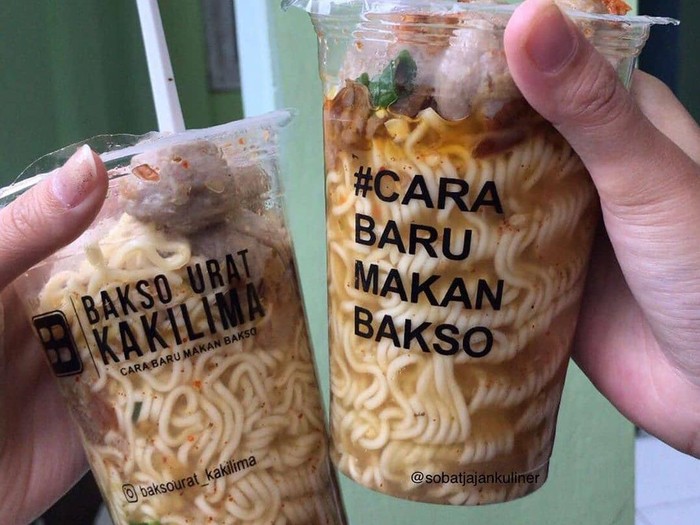 BAKSO URAT
KAKILIMA
CARA BARU MAKAN BAKSO
baksourat_kakilima
#CARA
BARU
MAKAN
BAKSO
@sobatjajankuliner